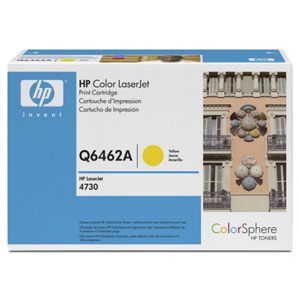 hp
invent
HP Color LaserJet
Print Cartridge
Cartouche d'Impression
Cartucho de Impresión
Q6462A
Yellow
Jaune
Amarillo
HP LaserJet
4730
ColorSphere
HP TONERS